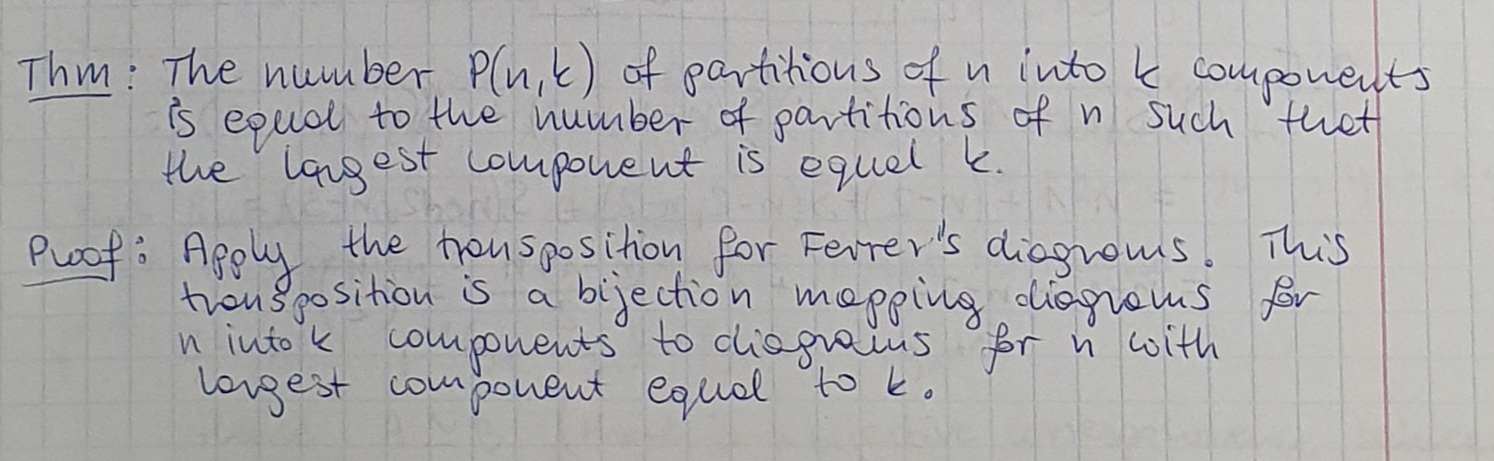 Thm: The number P(n,k) of partitions of n into k components
is equal to the number of partitions of n such that
the largest component is equal k.
Proof: Apply the transposition for Ferrer's diagrams. This
transposition is a bijection mapping diagrams for
n into k components to diagrams for n with
largest component equal to k.